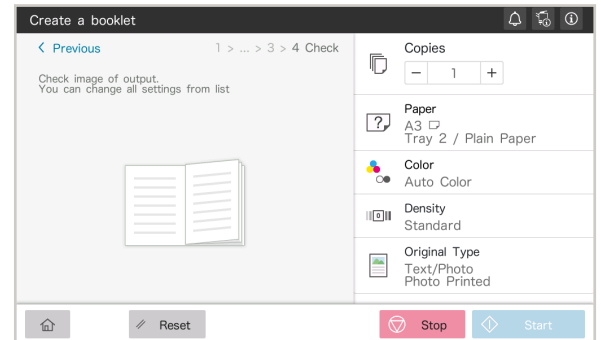 Create a booklet
Previous
1 > ... > 3 > 4 Check
Check image of output.
You can change all settings from list
Copies
1
Paper
A3
Tray 2 / Plain Paper
Color
Auto Color
Density
0
Standard
Original Type
Text/Photo
Photo Printed
Reset
Stop
Start